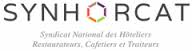 SYNHORCAT
Syndicat National des Hôteliers
Restaurateurs, Cafetiers et Traiteurs